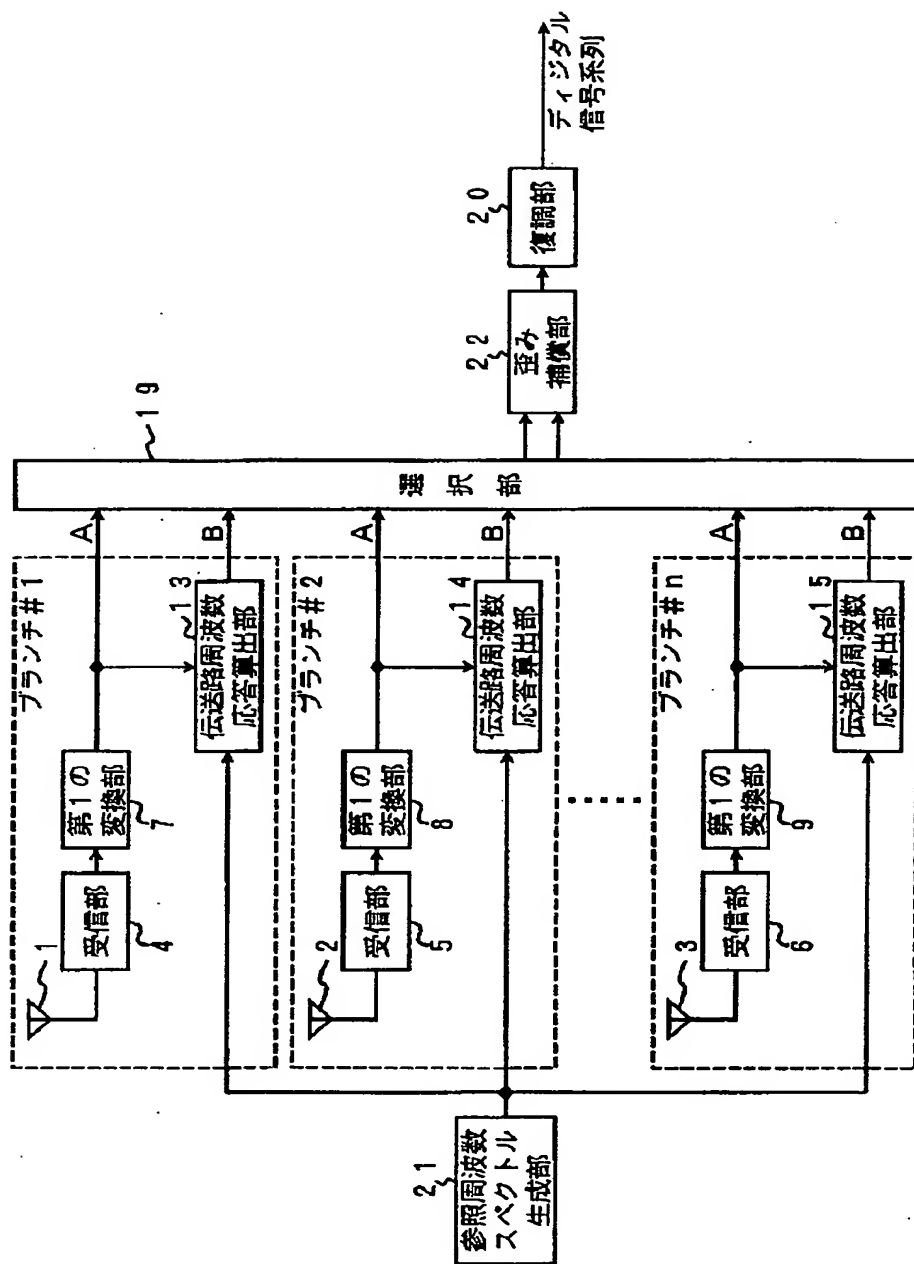 ブランチ#1
1
受信部
4
第1の
変換部
7
13
伝送路周波数
応答算出部
A
B
ブランチ#2
2
受信部
5
第1の
変換部
8
14
伝送路周波数
応答算出部
A
B
ブランチ#n
3
受信部
6
第1の
変換部
9
15
伝送路周波数
応答算出部
A
B
21
参照周波数
スペクトル
生成部
19
選択部
22
歪み
補償部
20
復調部
ディジタル
信号系列